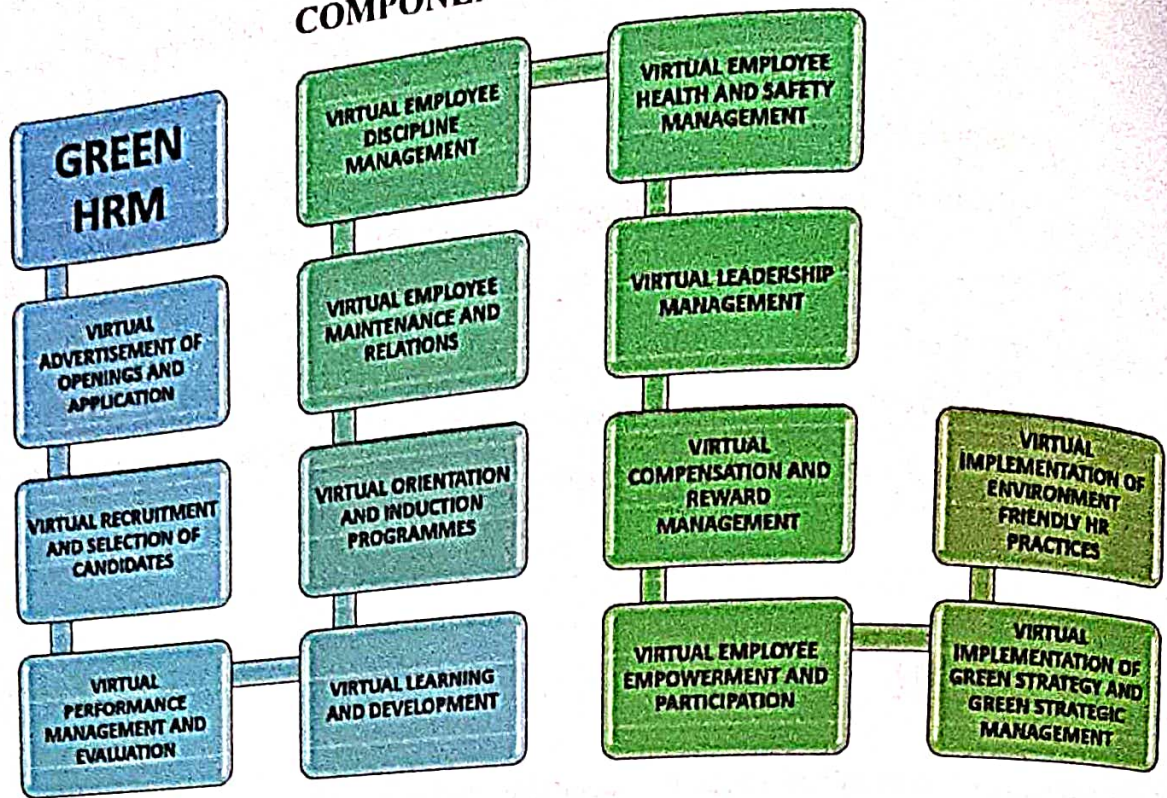 GREEN
HRM
VIRTUAL
ADVERTISEMENT OF
OPENINGS AND
APPLICATION
VIRTUAL RECRUITMENT
AND SELECTION OF
CANDIDATES
VIRTUAL
PERFORMANCE
MANAGEMENT AND
EVALUATION
VIRTUAL LEARNING
AND DEVELOPMENT
VIRTUAL ORIENTATION
AND INDUCTION
PROGRAMMES
VIRTUAL EMPLOYEE
MAINTENANCE AND
RELATIONS
VIRTUAL EMPLOYEE
DISCIPLINE
MANAGEMENT
VIRTUAL EMPLOYEE
HEALTH AND SAFETY
MANAGEMENT
VIRTUAL LEADERSHIP
MANAGEMENT
VIRTUAL
COMPENSATION AND
REWARD
MANAGEMENT
VIRTUAL EMPLOYEE
EMPOWERMENT AND
PARTICIPATION
VIRTUAL
IMPLEMENTATION OF
GREEN STRATEGY AND
GREEN STRATEGIC
MANAGEMENT
VIRTUAL
IMPLEMENTATION OF
ENVIRONMENT
FRIENDLY HR
PRACTICES